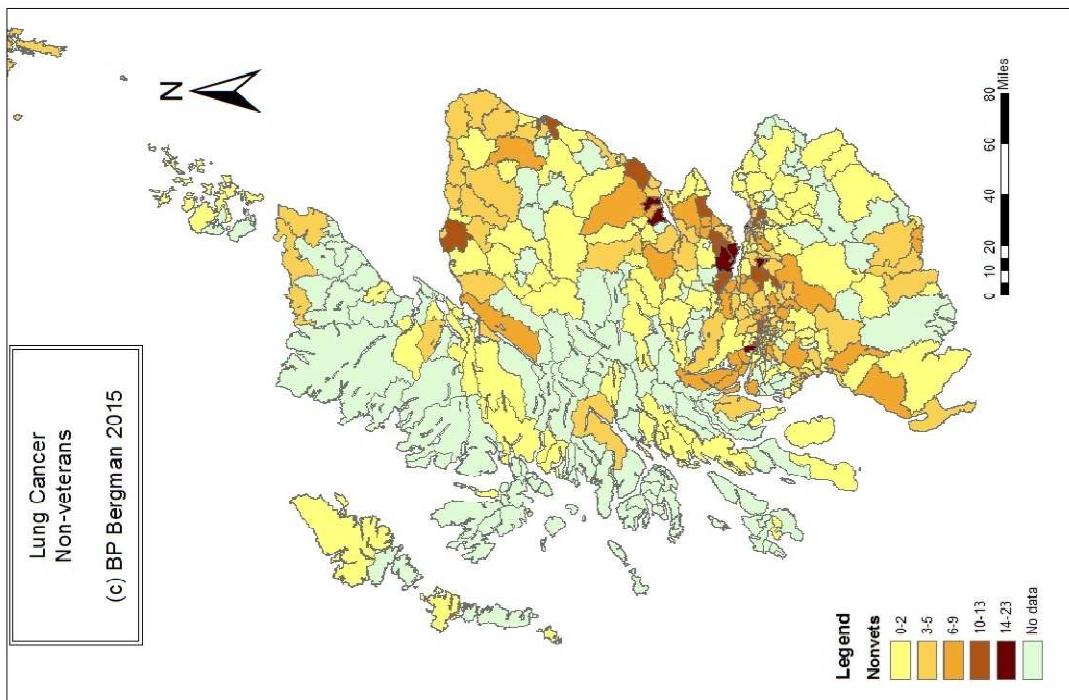 Lung Cancer
Non-veterans
(c) BP Bergman 2015
N
Legend
Nonvets
0-2
3-5
6-9
10-13
14-23
No data
0 10 20 40 60 80
Miles